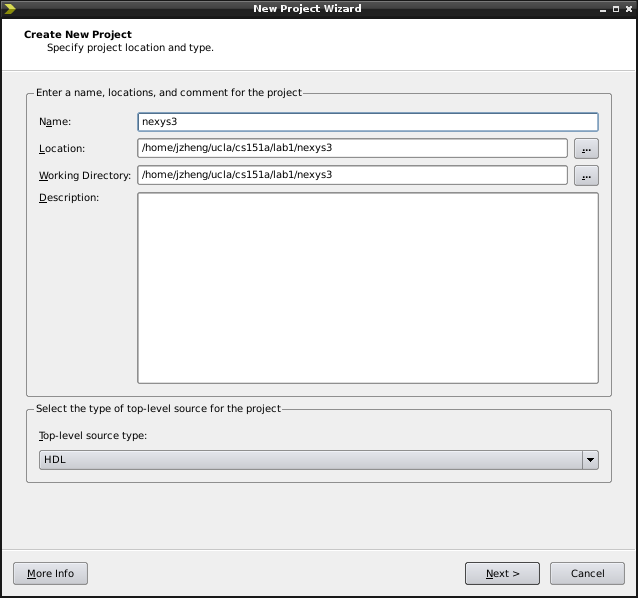 New Project Wizard
Create New Project
Specify project location and type.
Enter a name, locations, and comment for the project
Name:
nexys3
Location:
/home/jzheng/ucla/cs151a/lab1/nexys3
...
Working Directory:
/home/jzheng/ucla/cs151a/lab1/nexys3
...
Description:
Select the type of top-level source for the project
Top-level source type:
HDL
More Info
Next >
Cancel